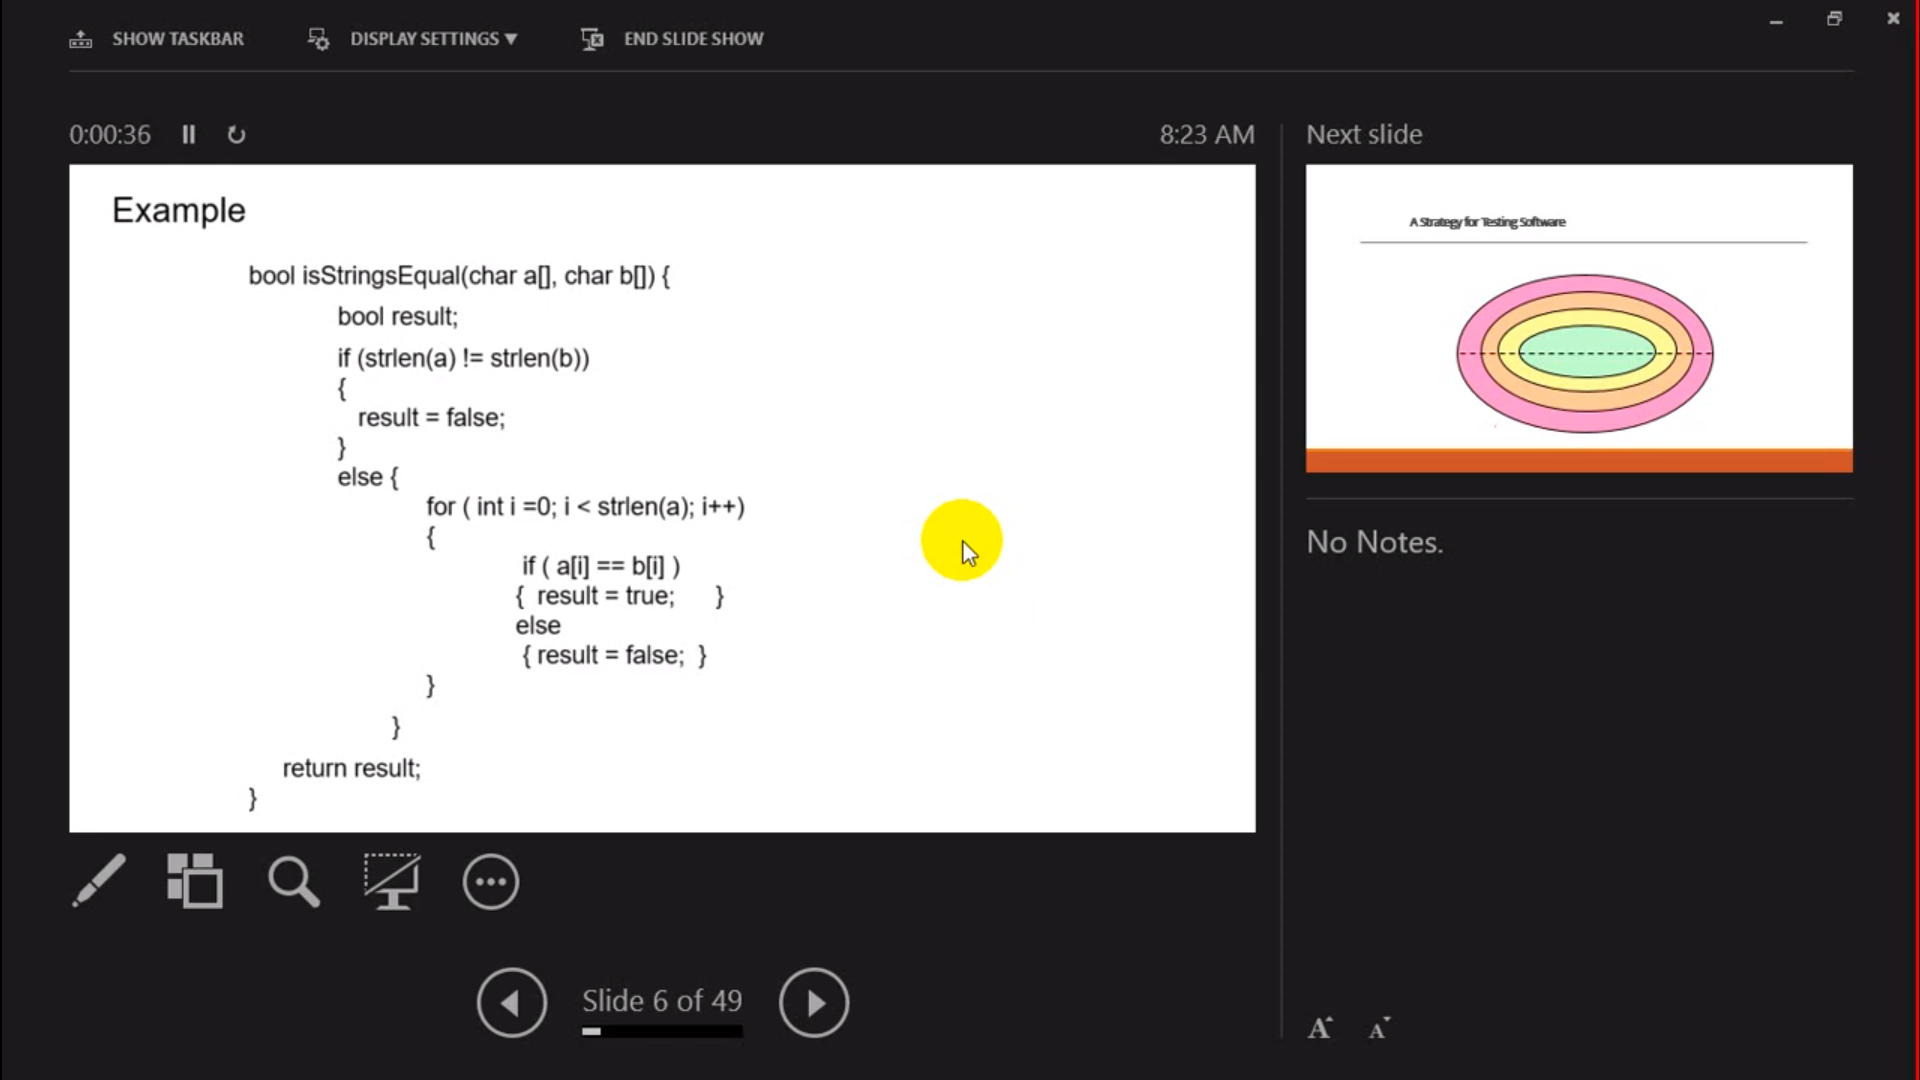 SHOW TASKBAR
DISPLAY SETTINGS
END SLIDE SHOW
0:00:36
8:23 AM
Next slide
Example
bool isStringsEqual(char a[], char b[]) {
bool result;
if (strlen(a) != strlen(b))
{
result = false;
}
else {
for ( int i =0; i < strlen(a); i++)
{
if ( a[i] == b[i] )
{ result = true; }
else
{ result = false; }
}
}
return result;
}
A Strategy for Testing Software
No Notes.
Slide 6 of 49
A A